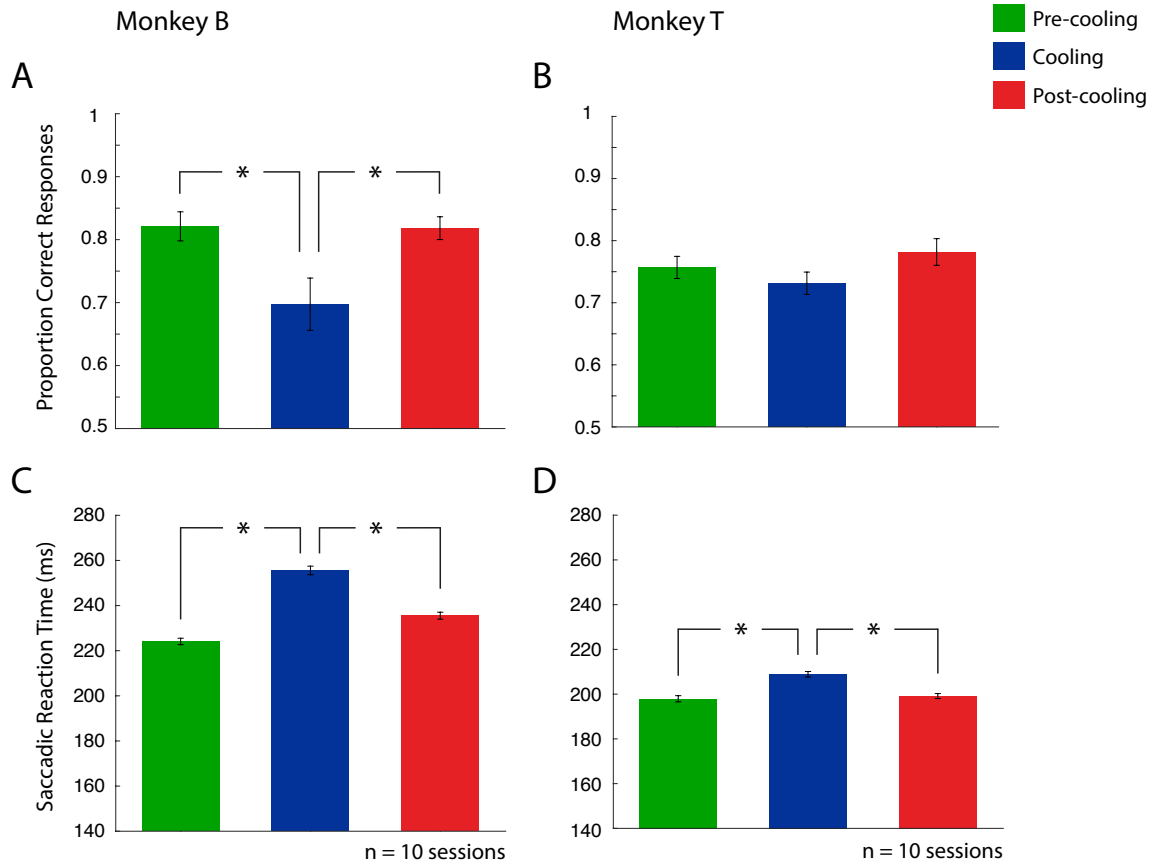 Monkey B
Monkey T
Pre-cooling
Cooling
Post-cooling
A
Proportion Correct Responses
1
0.9
0.8
0.7
0.6
0.5
*
*
B
1
0.9
0.8
0.7
0.6
0.5
C
Saccadic Reaction Time (ms)
280
260
240
220
200
180
160
140
*
*
n = 10 sessions
D
280
260
240
220
200
180
160
140
*
*
n = 10 sessions